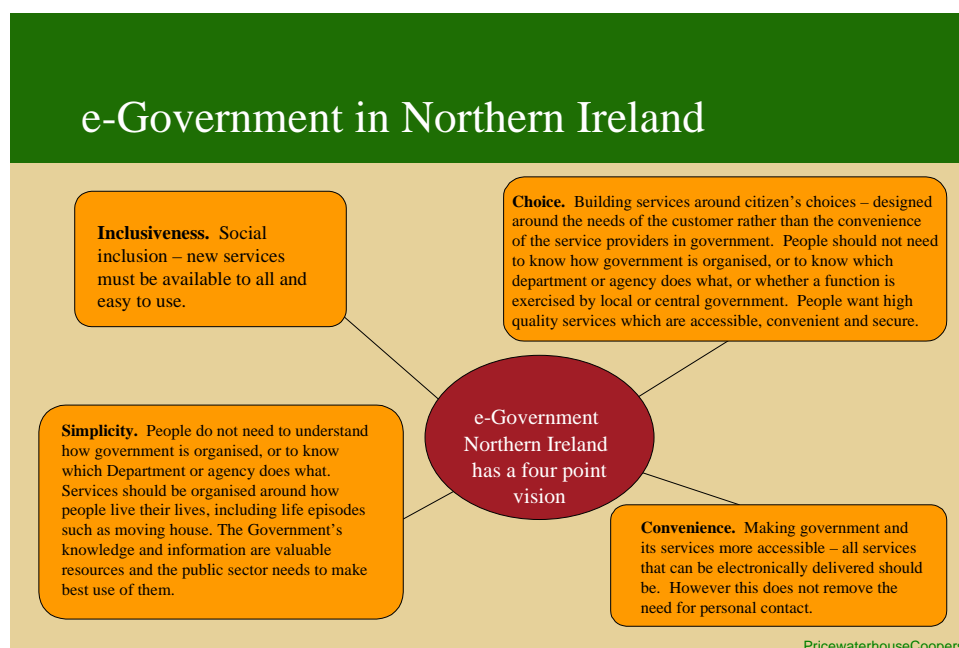 e-Government in Northern Ireland
Inclusiveness. Social
inclusion – new services
must be available to all and
easy to use.
Choice. Building services around citizen's choices – designed
around the needs of the customer rather than the convenience
of the service providers in government. People should not need
to know how government is organised, or to know which
department or agency does what, or whether a function is
exercised by local or central government. People want high
quality services which are accessible, convenient and secure.
e-Government
Northern Ireland
has a four point
vision
Simplicity. People do not need to understand
how government is organised, or to know
which Department or agency does what.
Services should be organised around how
people live their lives, including life episodes
such as moving house. The Government's
knowledge and information are valuable
resources and the public sector needs to make
best use of them.
Convenience. Making government and
its services more accessible – all services
that can be electronically delivered should
be. However this does not remove the
need for personal contact.
PricewaterhouseCoopers